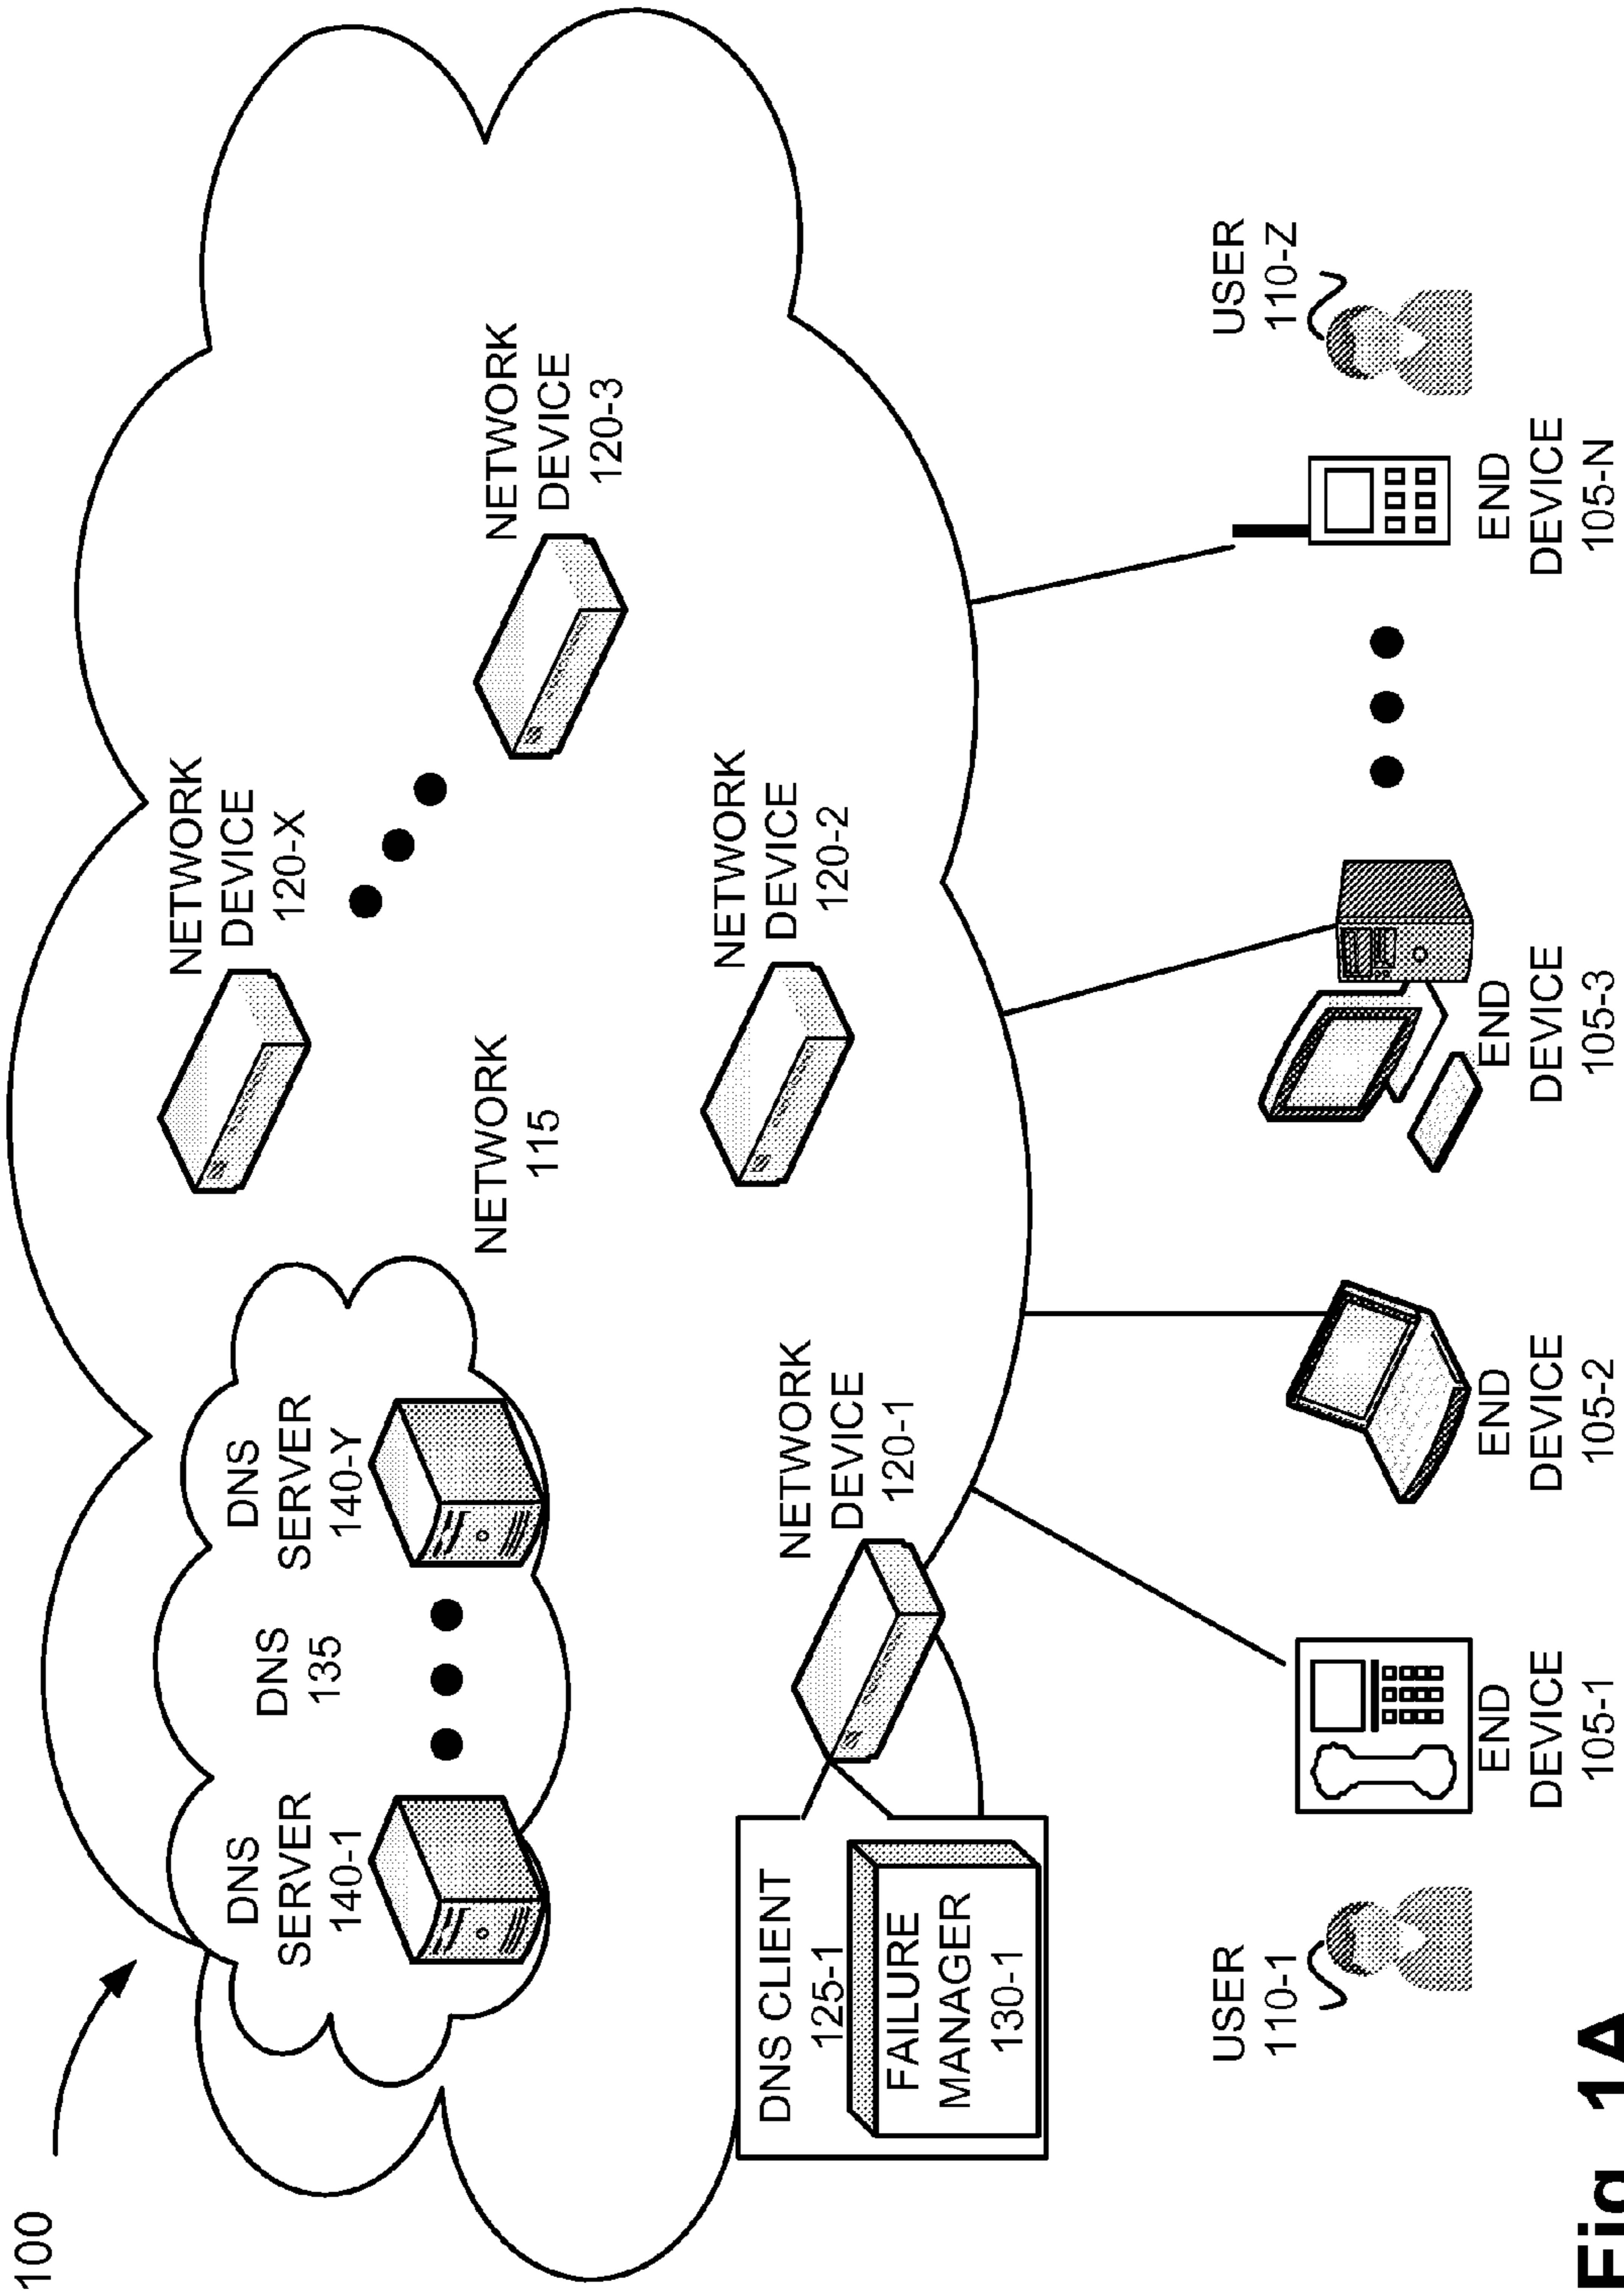 100
DNS
SERVER
140-1
DNS
135
DNS
SERVER
140-Y
NETWORK
DEVICE
120-X
NETWORK
115
NETWORK
DEVICE
120-3
NETWORK
DEVICE
120-2
NETWORK
DEVICE
120-1
DNS CLIENT
125-1
FAILURE
MANAGER
130-1
USER
110-1
USER
110-Z
END
DEVICE
105-1
END
DEVICE
105-2
END
DEVICE
105-3
END
DEVICE
105-N
Fig. 1A